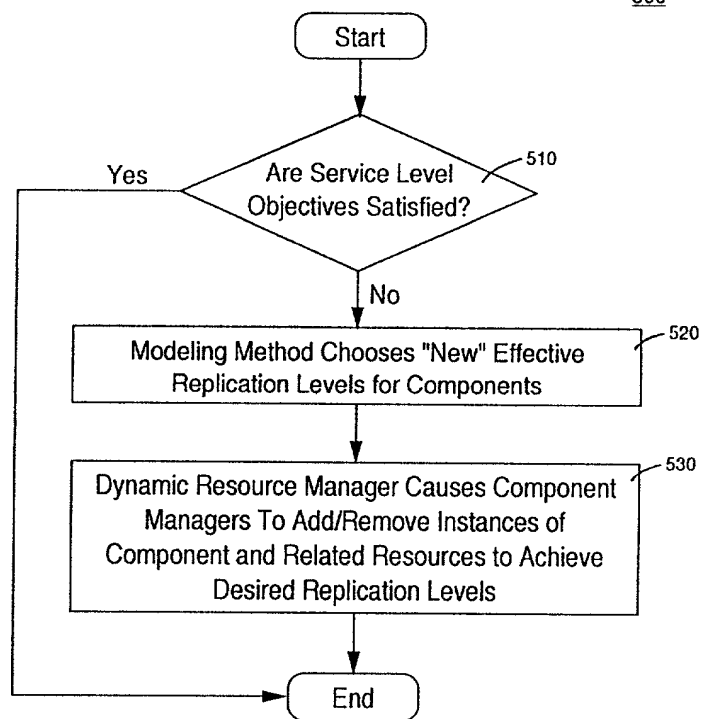 Start
Are Service Level
Objectives Satisfied?
510
Yes
No
Modeling Method Chooses "New" Effective
Replication Levels for Components
520
Dynamic Resource Manager Causes Component
Managers To Add/Remove Instances of
Component and Related Resources to Achieve
Desired Replication Levels
530
End